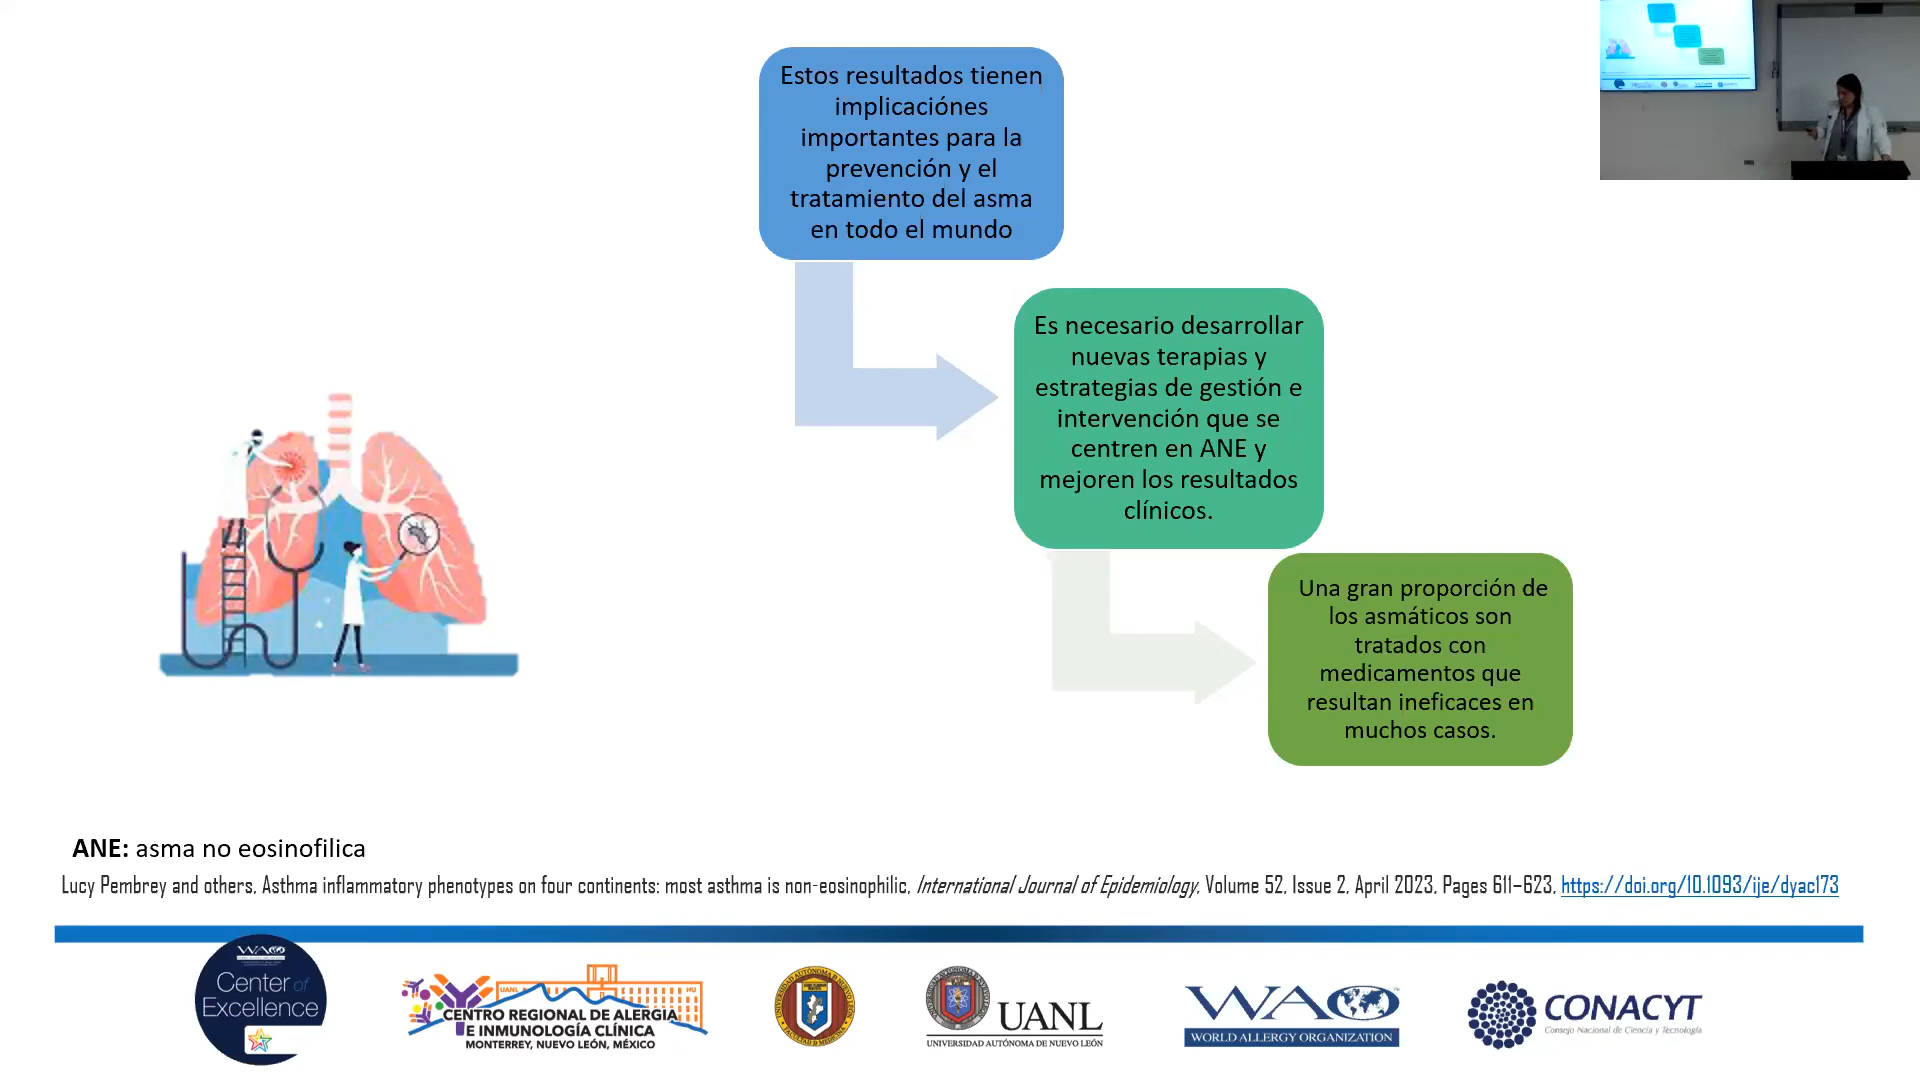 Estos resultados tienen
implicaciónes
importantes para la
prevención y el
tratamiento del asma
en todo el mundo
Es necesario desarrollar
nuevas terapias y
estrategias de gestión e
intervención que se
centren en ANE y
mejoren los resultados
clínicos.
Una gran proporción de
los asmáticos son
tratados con
medicamentos que
resultan ineficaces en
muchos casos.
ANE: asma no eosinofilica
Lucy Pembrey and others, Asthma inflammatory phenotypes on four continents: most asthma is non-eosinophilic, International Journal of Epidemiology, Volume 52, Issue 2, April 2023, Pages 611–623, https://doi.org/10.1093/ije/dyac173
WAO
Center of
Excellence
UANL
HU
CENTRO REGIONAL DE ALERGIA
E INMUNOLOGÍA CLÍNICA
MONTERREY, NUEVO LEÓN, MÉXICO
UANL
UNIVERSIDAD AUTÓNOMA DE NUEVO LEÓN
WAO
WORLD ALLERGY ORGANIZATION
CONACYT
Consejo Nacional de Ciencia y Tecnología